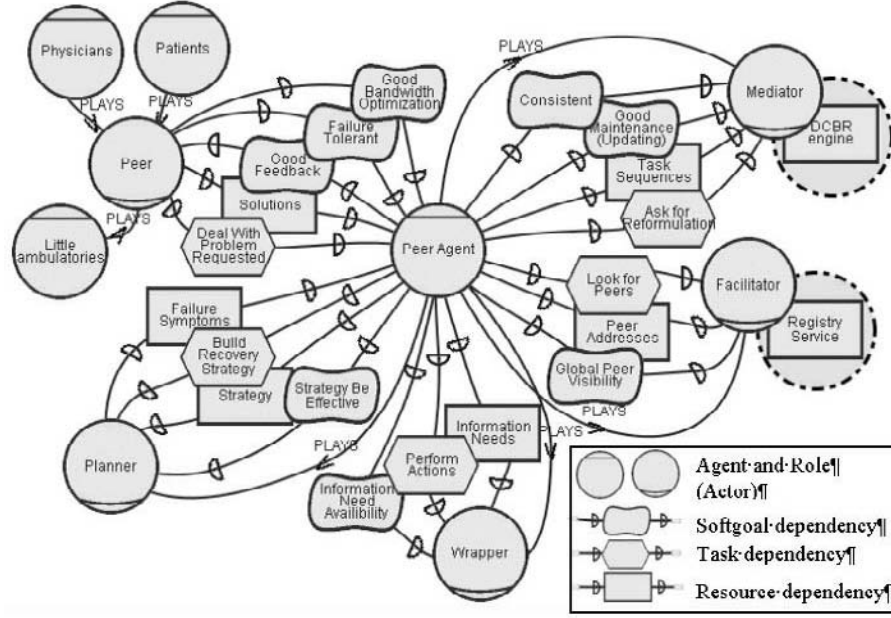 Physicians
Patients
PLAYS
PLAYS
Peer
PLAYS
Little
ambulatories
Good
Bandwidth
Optimization
Failure
Tolerant
Good
Feedback
Solutions
Deal With
Problem
Requested
Peer Agent
PLAYS
Consistent
Good
Maintenance
(Updating)
Task
Sequences
Ask for
Reformulation
Mediator
DCBR
engine
Look for
Peers
Peer
Addresses
Global Peer
Visibility
Facilitator
Registry
Service
PLAYS
Failure
Symptoms
Build
Recovery
Strategy
Strategy
Strategy Be
Effective
Planner
PLAYS
Information Needs
PLAYS
Perform
Actions
Information
Need
Availibility
Wrapper
Agent·and·Role¶
(Actor)¶
Softgoal·dependency¶
Task·dependency¶
Resource·dependency¶